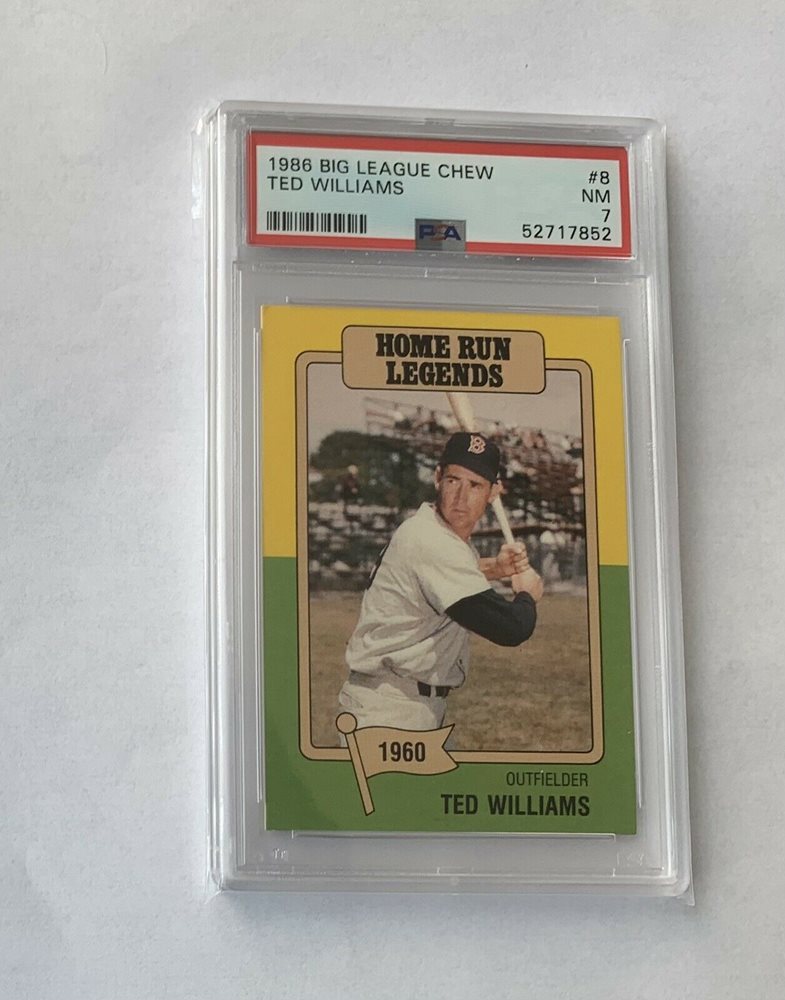 1986 BIG LEAGUE CHEW #8
TED WILLIAMS NM
7
PSA 52717852
HOME RUN
LEGENDS
B
1960
OUTFIELDER
TED WILLIAMS